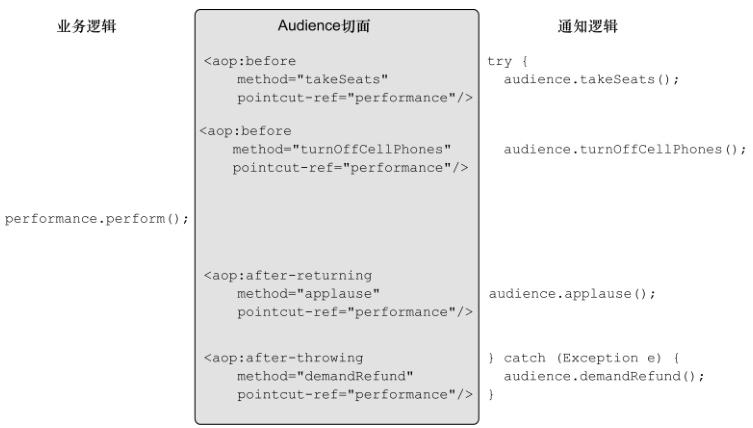 业务逻辑
Audience切面
通知逻辑
<aop:before
method="takeSeats"
pointcut-ref="performance"/>
try {
audience.takeSeats();
<aop:before
method="turnOffCellPhones"
pointcut-ref="performance"/>
audience.turnOffCellPhones();
performance.perform();
<aop:after-returning
method="applause"
pointcut-ref="performance"/>
audience.applause();
<aop:after-throwing
method="demandRefund"
pointcut-ref="performance"/>
} catch (Exception e) {
audience.demandRefund();
}